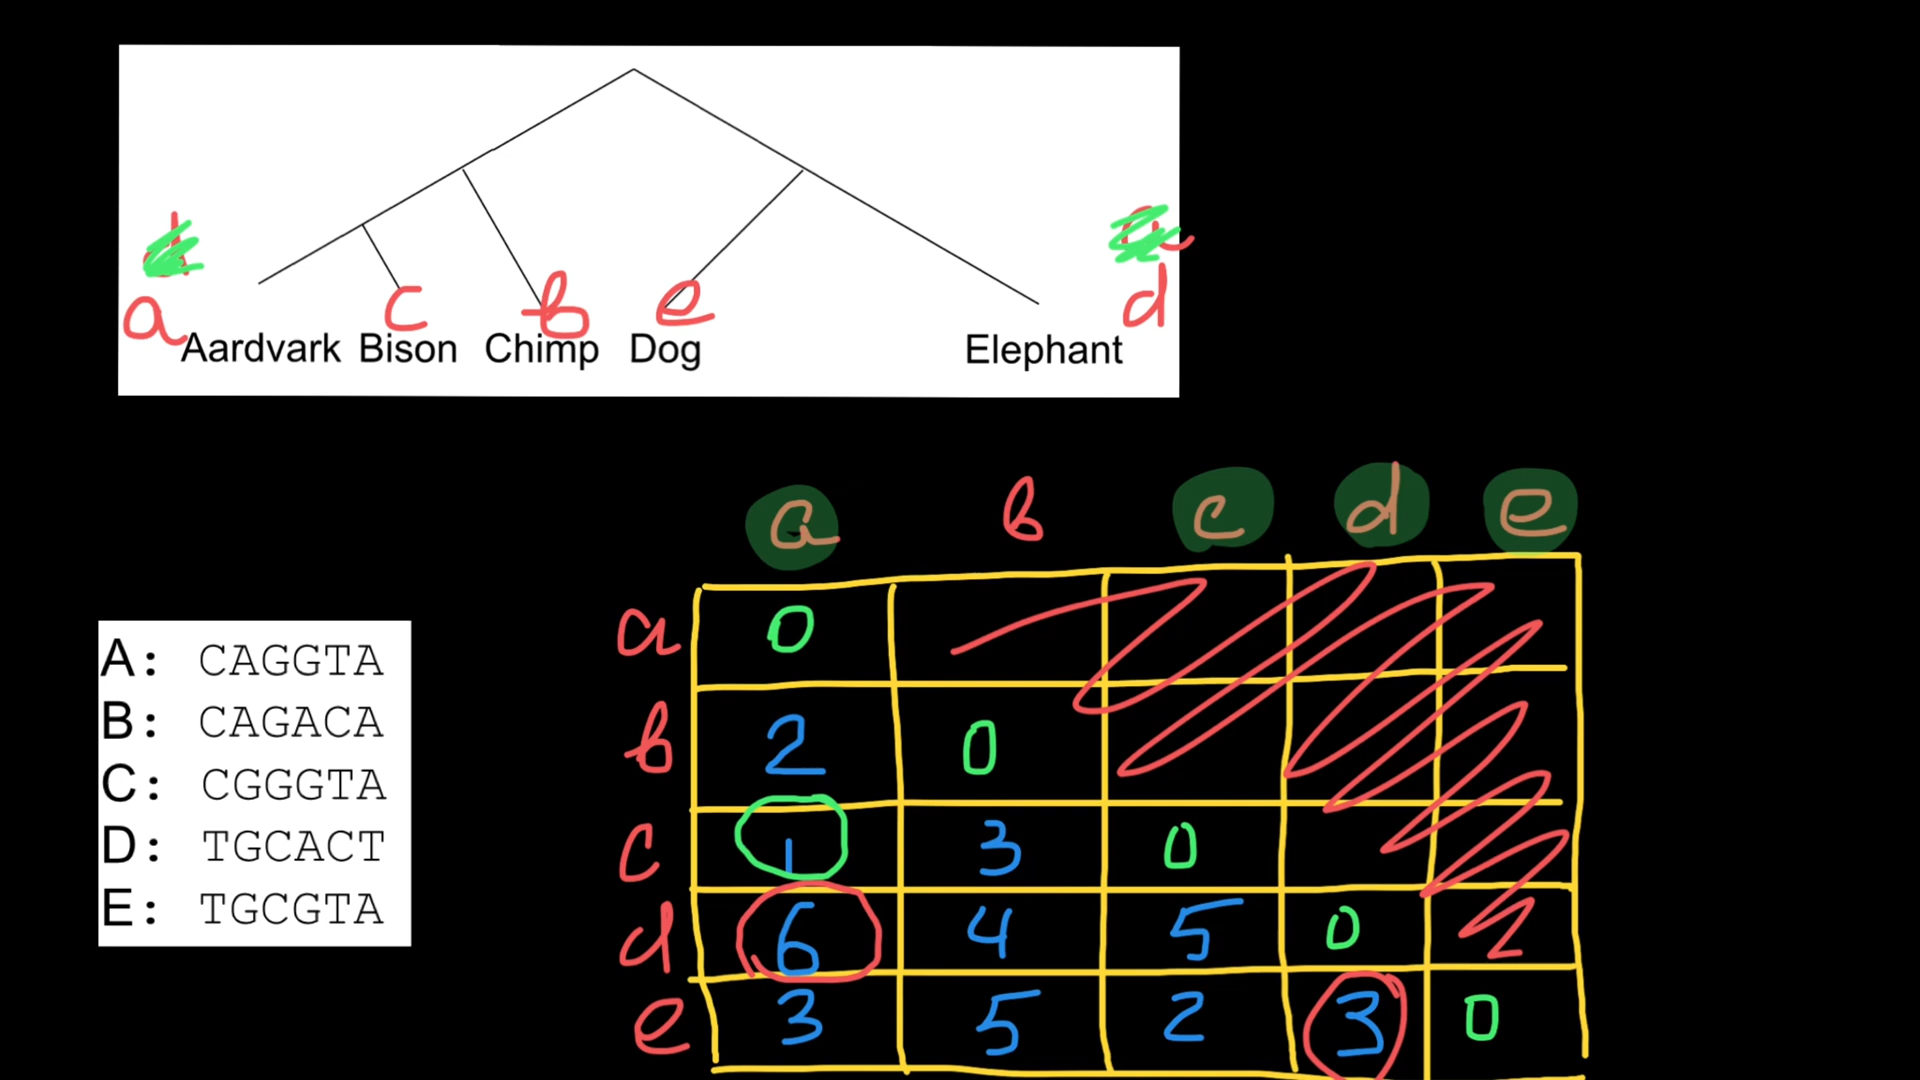 a c b e d
Aardvark Bison Chimp Dog Elephant
a b c d e
a 0
b 2 0
c 1 3 0
d 6 4 5 0
e 3 5 2 3 0
A: CAGGTA
B: CAGACA
C: CGGGTA
D: TGCACT
E: TGCGTA